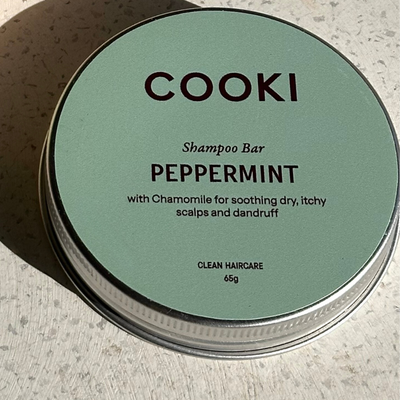 COOKI
Shampoo Bar
PEPPERMINT
with Chamomile for soothing dry, itchy
scalps and dandruff
CLEAN HAIRCARE
65g